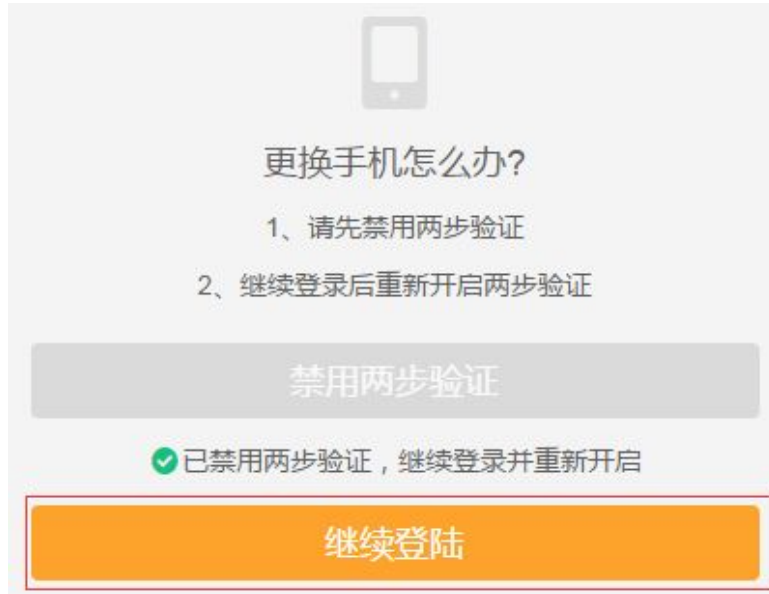 更换手机怎么办?
1、请先禁用两步验证
2、继续登录后重新开启两步验证
禁用两步验证
已禁用两步验证，继续登录并重新开启
继续登陆